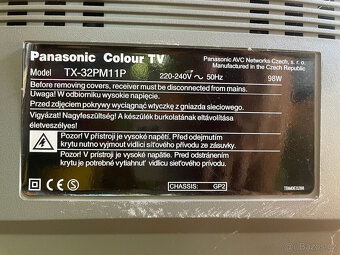 Panasonic Colour TV
Panasonic AVC Networks Czech, s. r. o.
Manufactured in the Czech Republic
Model TX-32PM11P 220-240V ~ 50Hz 98W
Before removing covers, receiver must be disconnected from mains.
Uwaga! W odbiorniku wysokie napięcie.
Przed zdjęciem pokrywy wyciągnąć wtyczkę z gniazda sieciowego.
Vigyázat! Nagyfeszültség! A készülék burkolatának eltávolítása
életveszélyes!
Pozor! V přístroji je vysoké napětí. Před odejmutím
krytu nutno vyjmout vidlici síťového přívodu ze zásuvky.
Pozor! V prístroji je vysoké napätie. Pred odstránením
krytu je potrebné vytiahnuť vidlicu sieťového prívodu.
CHASSIS: GP2